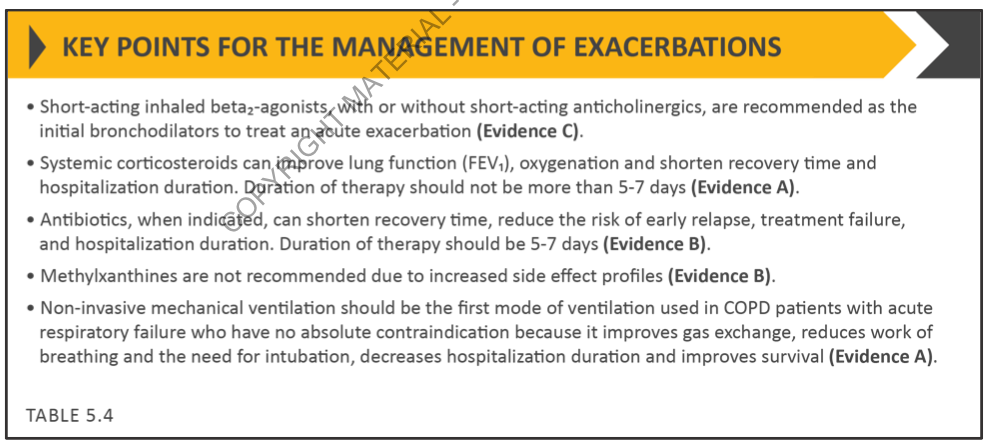 KEY POINTS FOR THE MANAGEMENT OF EXACERBATIONS
• Short-acting inhaled beta₂-agonists, with or without short-acting anticholinergics, are recommended as the
initial bronchodilators to treat an acute exacerbation (Evidence C).
• Systemic corticosteroids can improve lung function (FEV₁), oxygenation and shorten recovery time and
hospitalization duration. Duration of therapy should not be more than 5-7 days (Evidence A).
• Antibiotics, when indicated, can shorten recovery time, reduce the risk of early relapse, treatment failure,
and hospitalization duration. Duration of therapy should be 5-7 days (Evidence B).
• Methylxanthines are not recommended due to increased side effect profiles (Evidence B).
• Non-invasive mechanical ventilation should be the first mode of ventilation used in COPD patients with acute
respiratory failure who have no absolute contraindication because it improves gas exchange, reduces work of
breathing and the need for intubation, decreases hospitalization duration and improves survival (Evidence A).
TABLE 5.4
COPYRIGHT MATERIAL